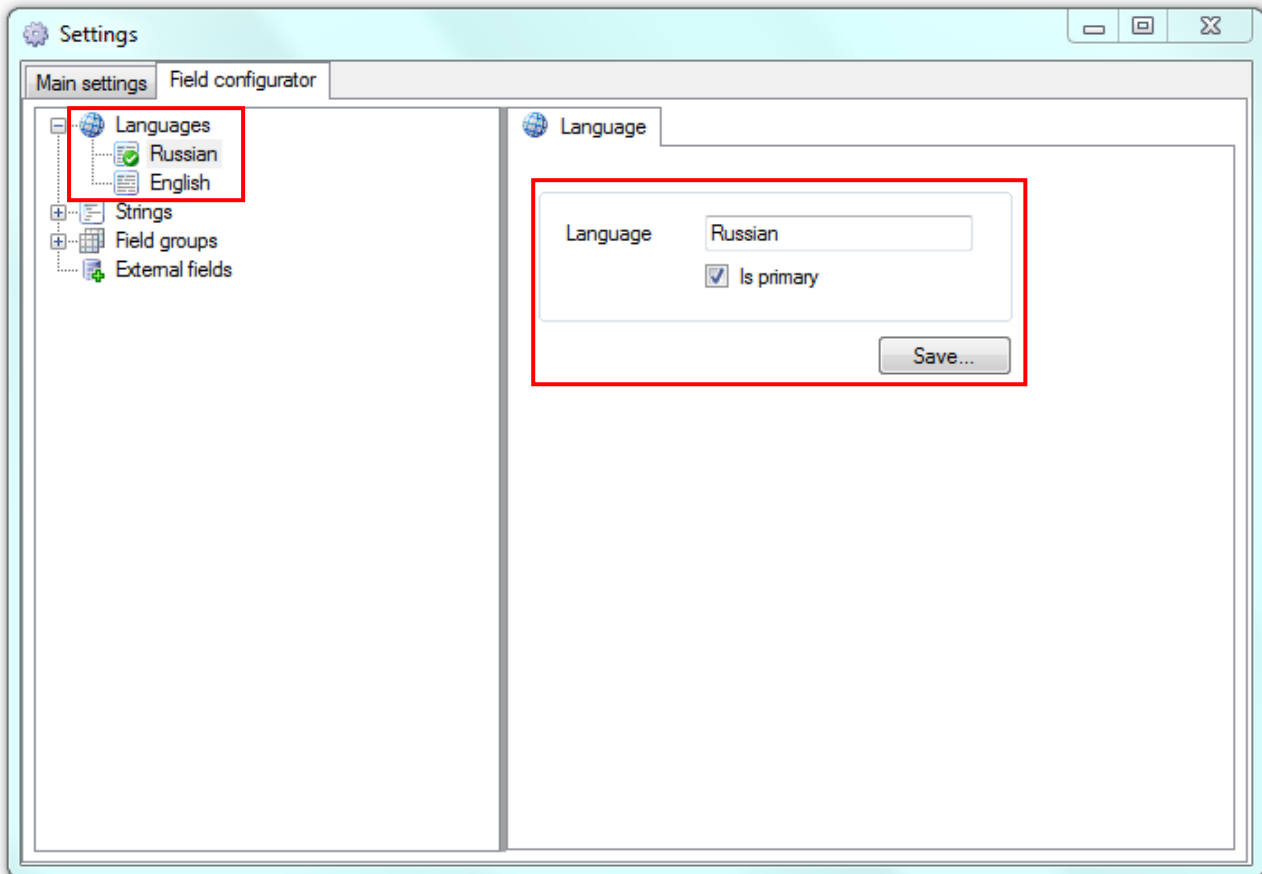 Settings
Main settings
Field configurator
Languages
Russian
English
Strings
Field groups
External fields
Language
Language
Russian
Is primary
Save...